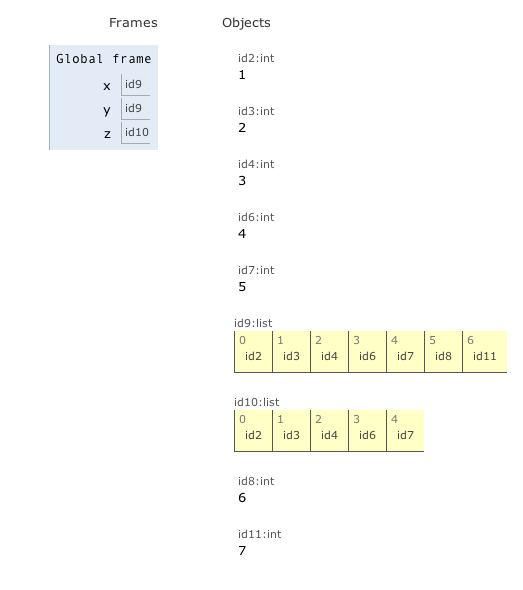 Frames Objects
Global frame
x id9
y id9
z id10
id2:int
1
id3:int
2
id4:int
3
id6:int
4
id7:int
5
id9:list
0 1 2 3 4 5 6
id2 id3 id4 id6 id7 id8 id11
id10:list
0 1 2 3 4
id2 id3 id4 id6 id7
id8:int
6
id11:int
7